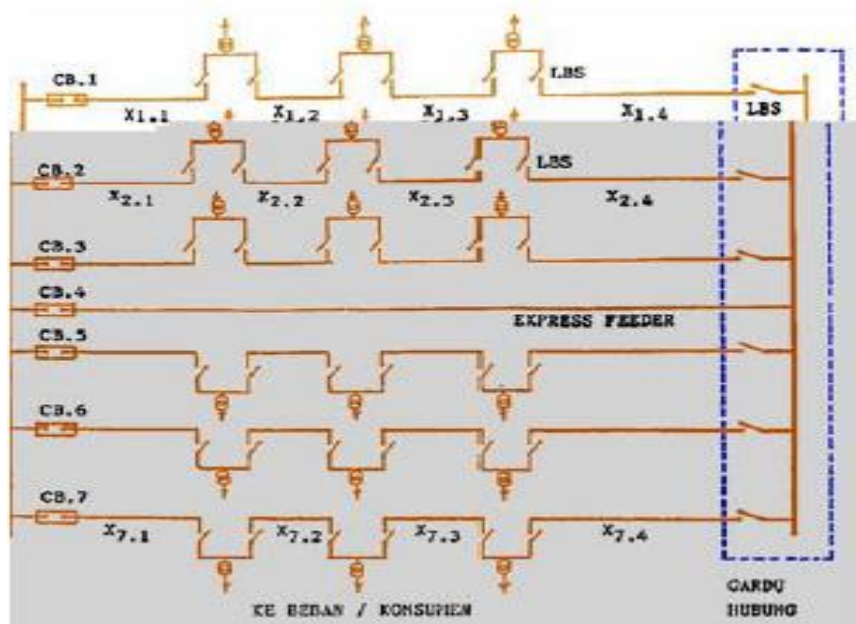 CB.1
LBS
X1.1
X1.2
X1.3
X1.4
LBS
CB.2
LBS
X2.1
X2.2
X2.3
X2.4
CB.3
CB.4
EXPRESS FEEDER
CB.5
CB.6
CB.7
X7.1
X7.2
X7.3
X7.4
KE BEBAN / KONSUMEN
GARDU
HUBUNG